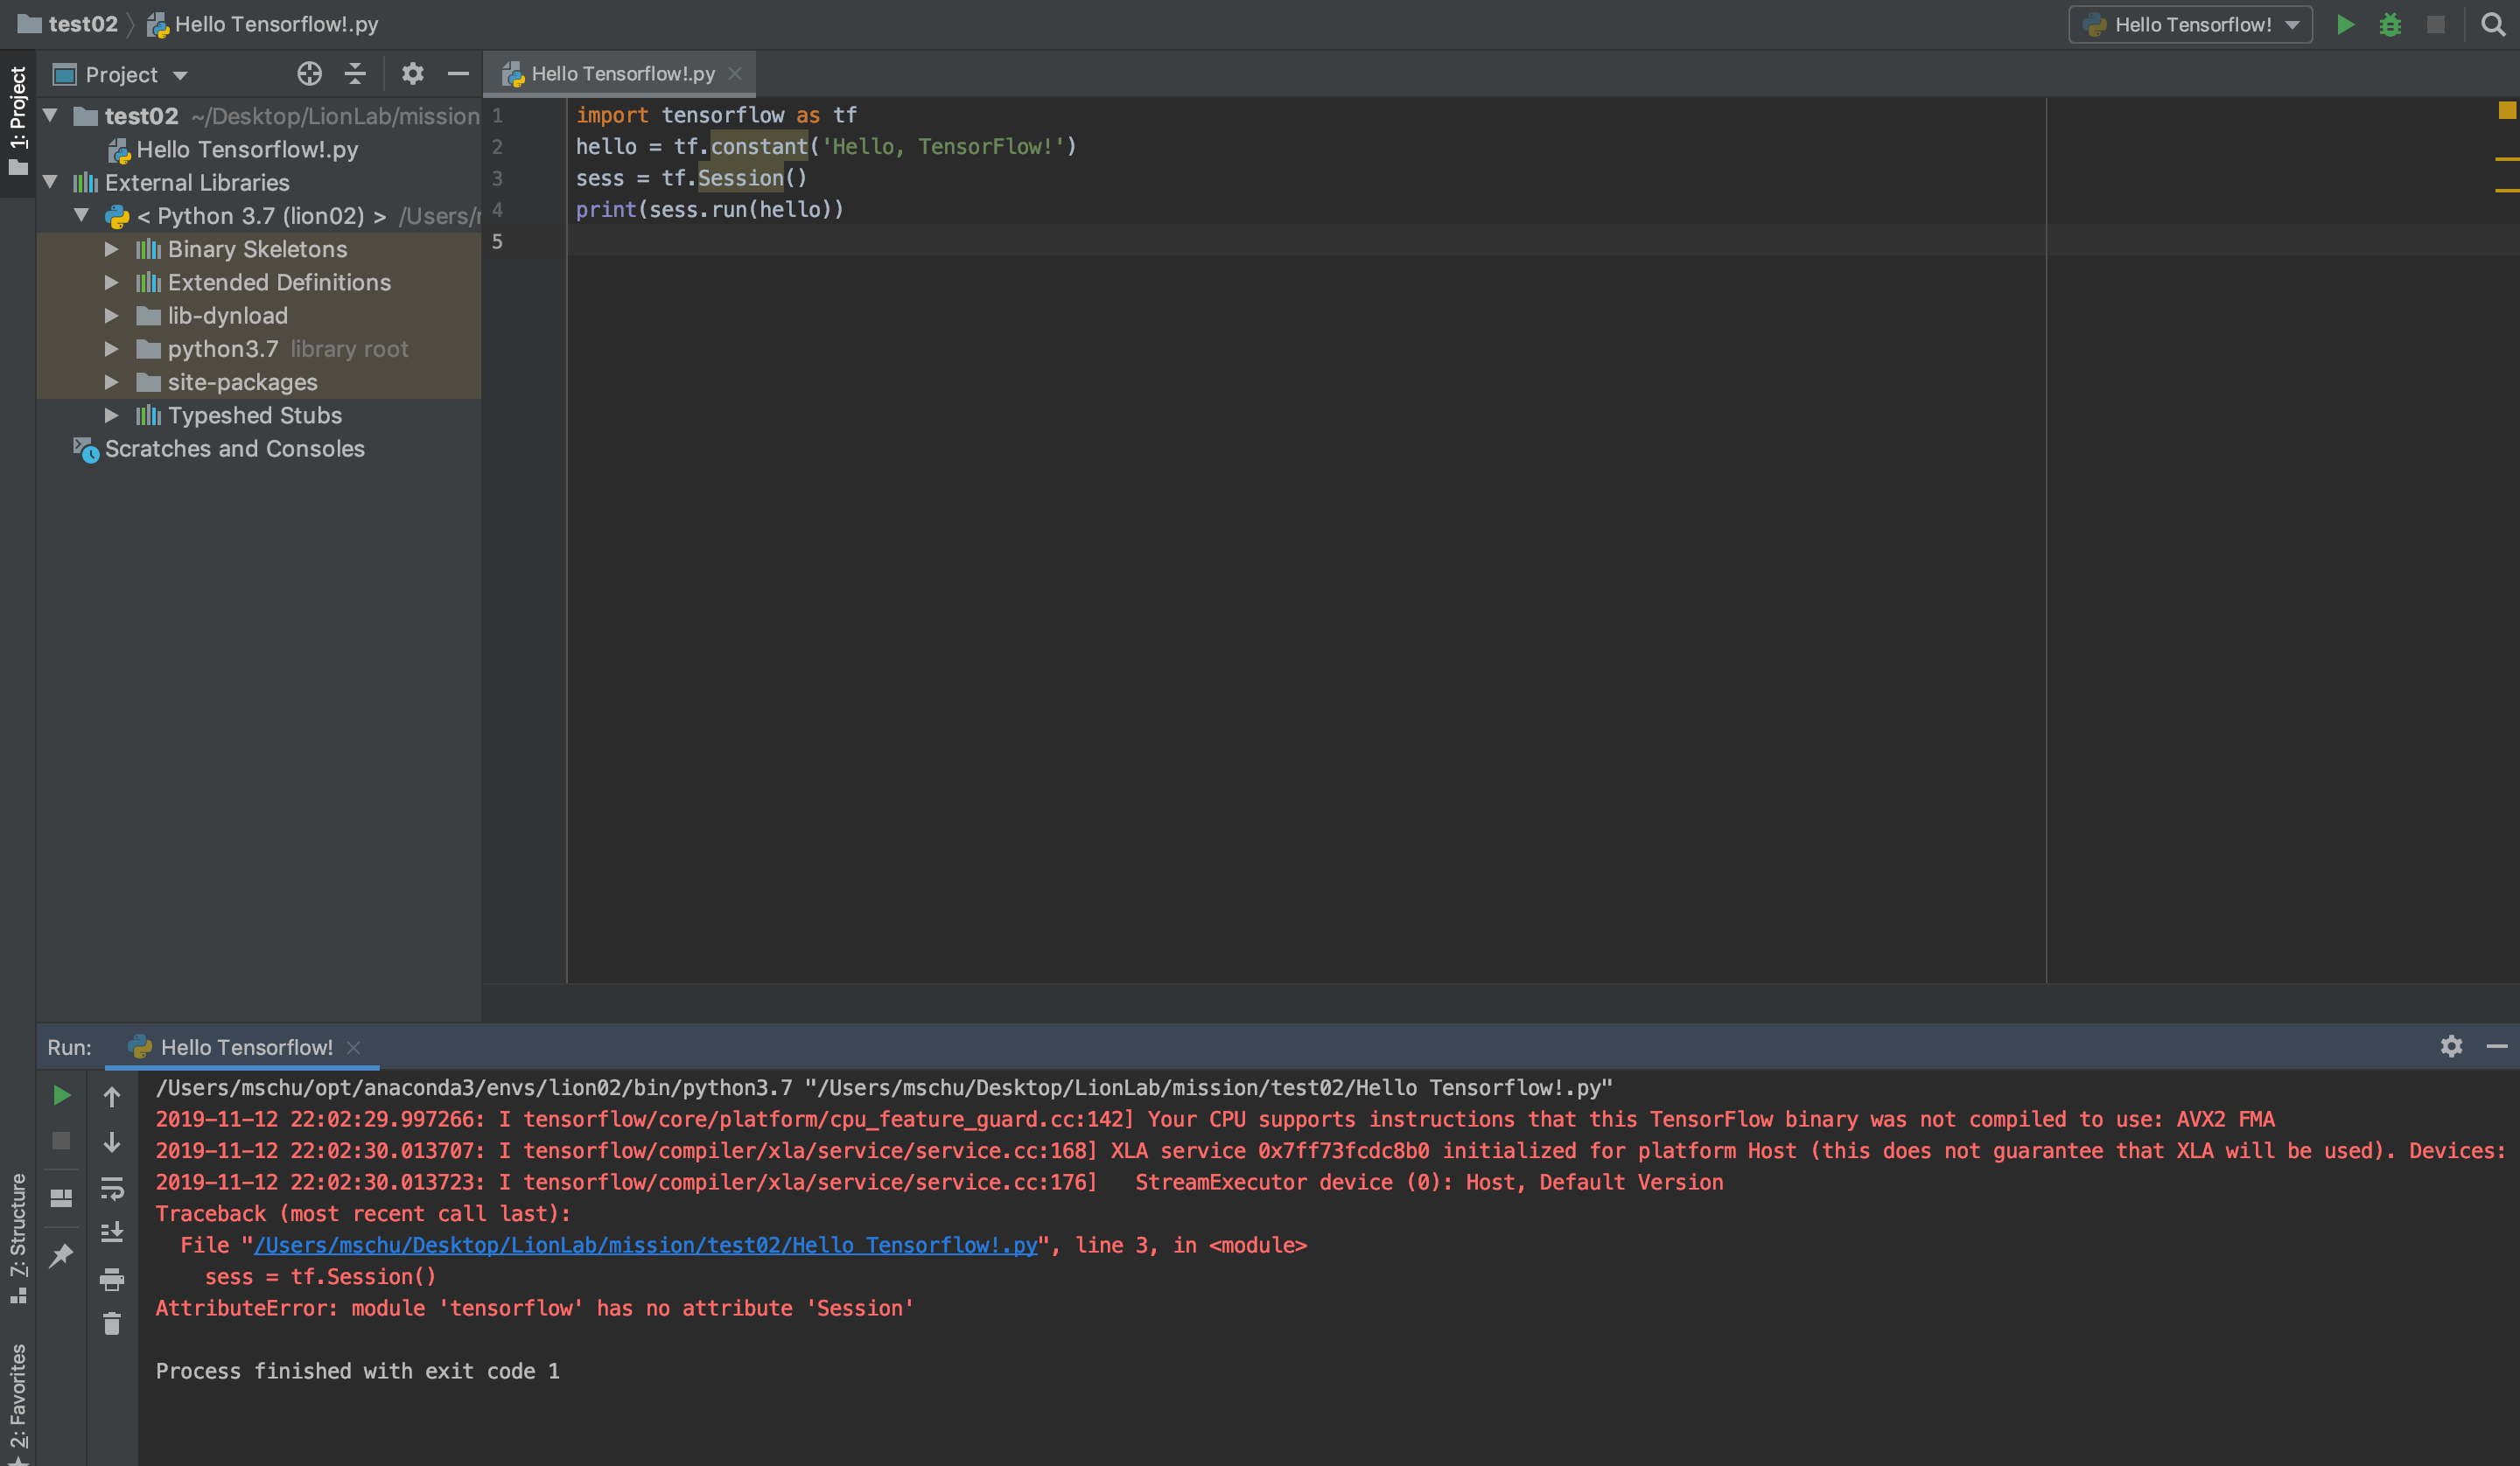 test02 Hello Tensorflow!.py
Hello Tensorflow!
1: Project
Project
Hello Tensorflow!.py
test02 ~/Desktop/LionLab/mission
Hello Tensorflow!.py
External Libraries
< Python 3.7 (lion02) > /Users/
Binary Skeletons
Extended Definitions
lib-dynload
python3.7 library root
site-packages
Typeshed Stubs
Scratches and Consoles
1 import tensorflow as tf
2 hello = tf.constant('Hello, TensorFlow!')
3 sess = tf.Session()
4 print(sess.run(hello))
5
Run: Hello Tensorflow!
/Users/mschu/opt/anaconda3/envs/lion02/bin/python3.7 "/Users/mschu/Desktop/LionLab/mission/test02/Hello Tensorflow!.py"
2019-11-12 22:02:29.997266: I tensorflow/core/platform/cpu_feature_guard.cc:142] Your CPU supports instructions that this TensorFlow binary was not compiled to use: AVX2 FMA
2019-11-12 22:02:30.013707: I tensorflow/compiler/xla/service/service.cc:168] XLA service 0x7ff73fcdc8b0 initialized for platform Host (this does not guarantee that XLA will be used). Devices:
2019-11-12 22:02:30.013723: I tensorflow/compiler/xla/service/service.cc:176]   StreamExecutor device (0): Host, Default Version
Traceback (most recent call last):
  File "/Users/mschu/Desktop/LionLab/mission/test02/Hello Tensorflow!.py", line 3, in <module>
    sess = tf.Session()
AttributeError: module 'tensorflow' has no attribute 'Session'
Process finished with exit code 1
7: Structure
2: Favorites